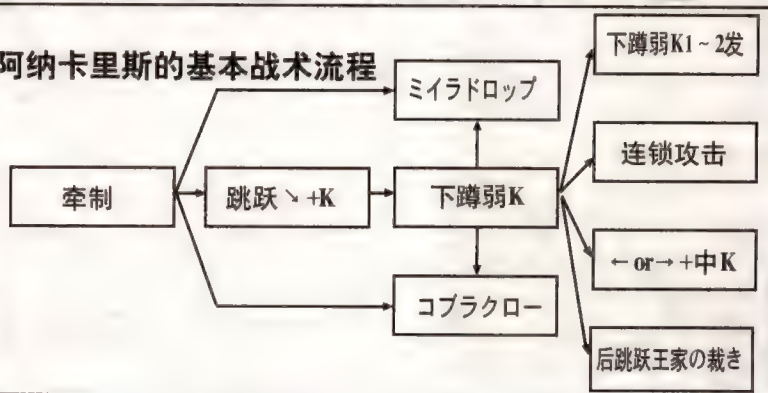 阿纳卡里斯的基本战术流程
牵制
跳跃↘+K
ミイラドロップ
下蹲弱K
コブラクロー
下蹲弱K1~2发
连锁攻击
←or→+中K
后跳跃王家の裁き